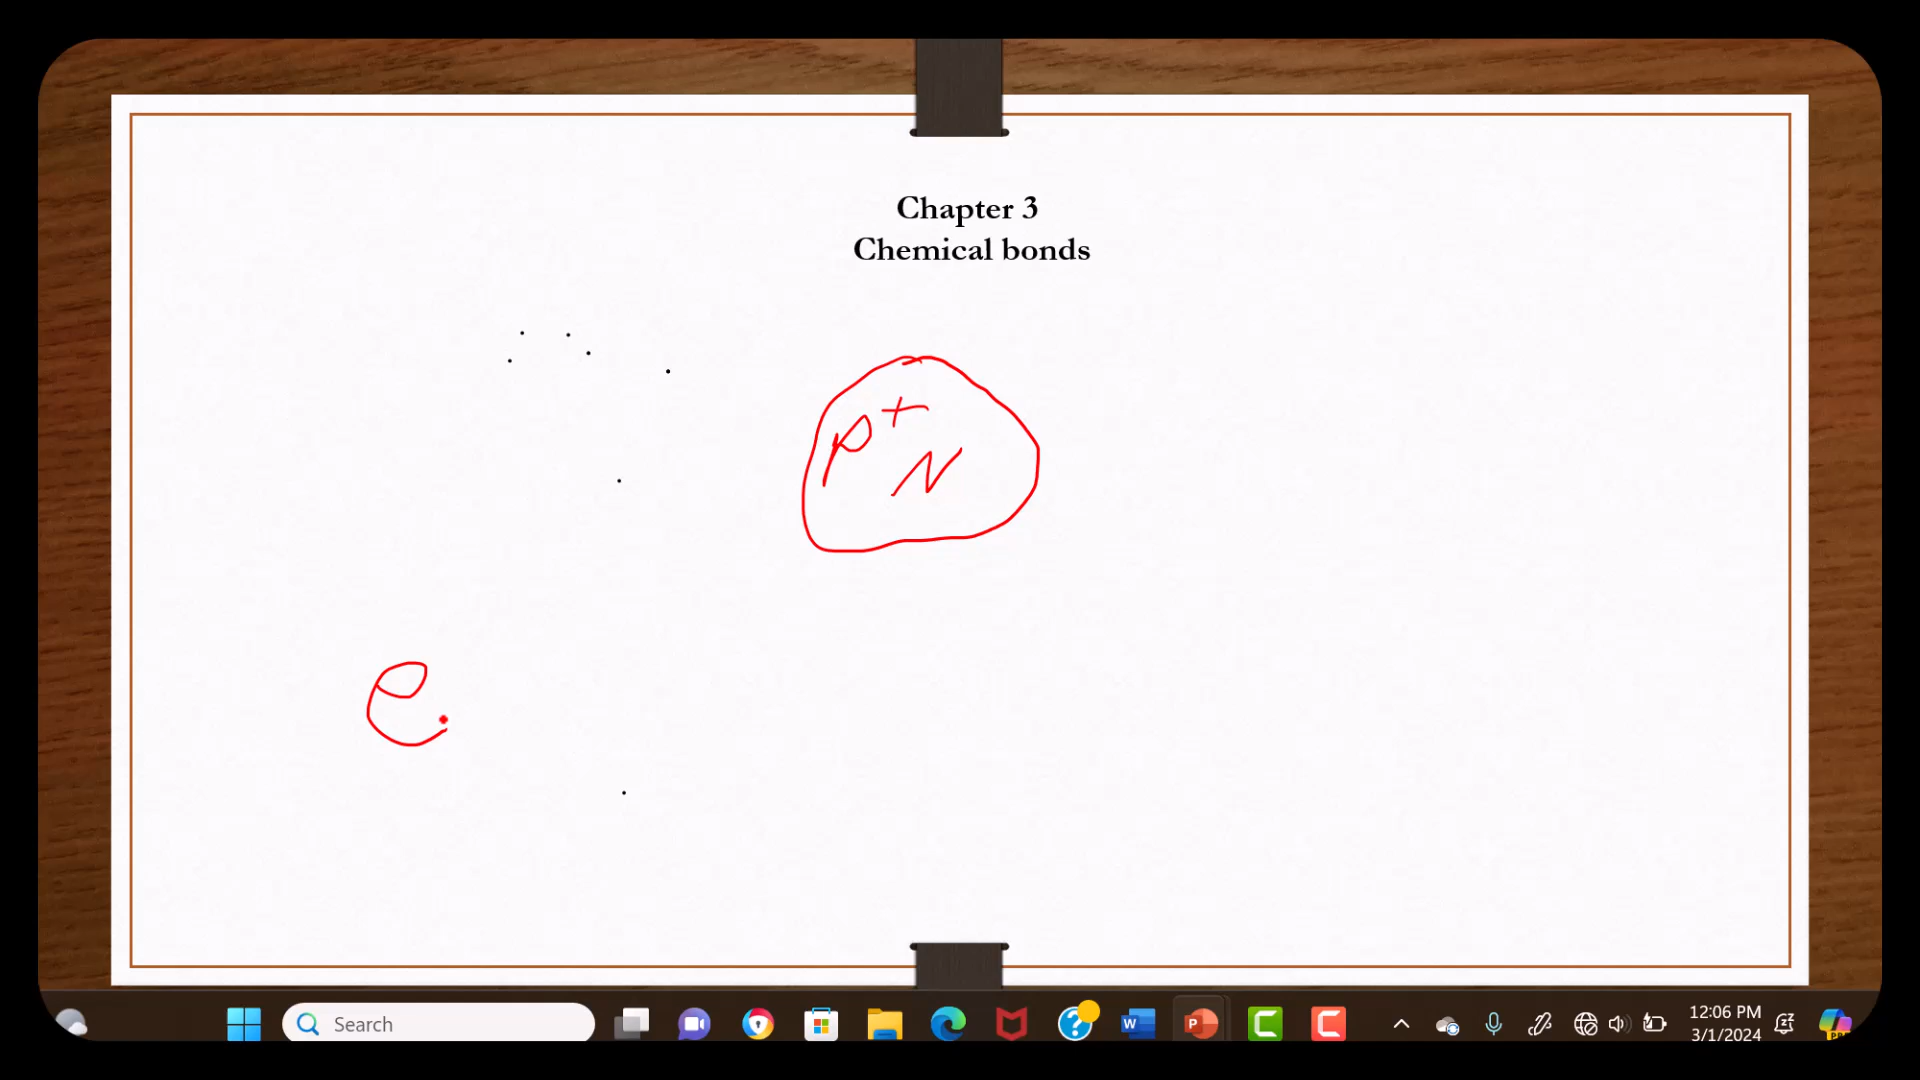 Chapter 3
Chemical bonds
P+
N
e
Search
12:06 PM
3/1/2024